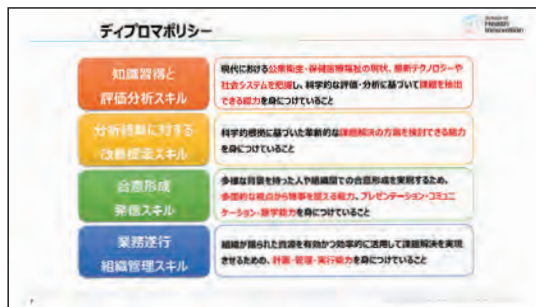 ディプロマポリシー
School of
Health
Innovation
知識習得と
評価分析スキル
現代における公衆衛生・保健医療福祉の現状、最新テクノロジーや
社会システムを把握し、科学的な評価・分析に基づいて課題を抽出
できる能力を身につけていること
分析結果に対する
改善提示スキル
科学的根拠に基づいた革新的な課題解決の方策を検討できる能力
を身につけていること
合意形成
発信スキル
多様な背景を持った人や組織間での合意形成を実現するため、
多面的な視点から物事を捉える能力、プレゼンテーション・コミュニ
ケーション・語学能力を身につけていること
業務遂行
組織管理スキル
組織が限られた資源を有効かつ効率的に活用して課題解決を実現
させるための、計画・管理・実行能力を身につけていること